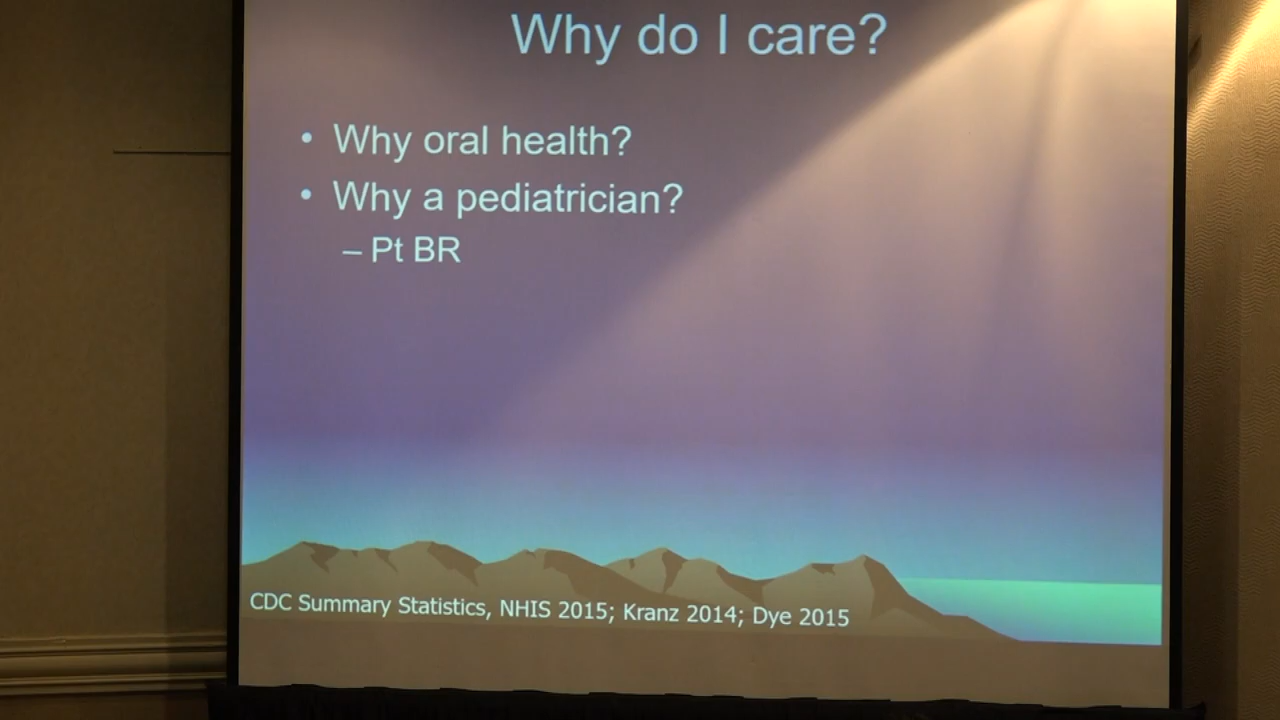 Why do I care?
• Why oral health?
• Why a pediatrician?
– Pt BR
CDC Summary Statistics, NHIS 2015; Kranz 2014; Dye 2015